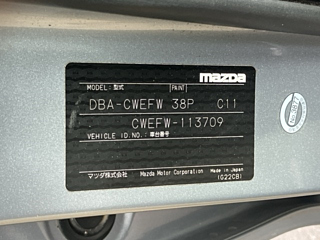 mazda
MODEL: 型式 PAINT
DBA-CWEFW 38P C11
CWEFW-113709
VEHICLE ID.NO.: 車台番号
マツダ株式会社 Mazda Motor Corporation Made in Japan
(G22CB)